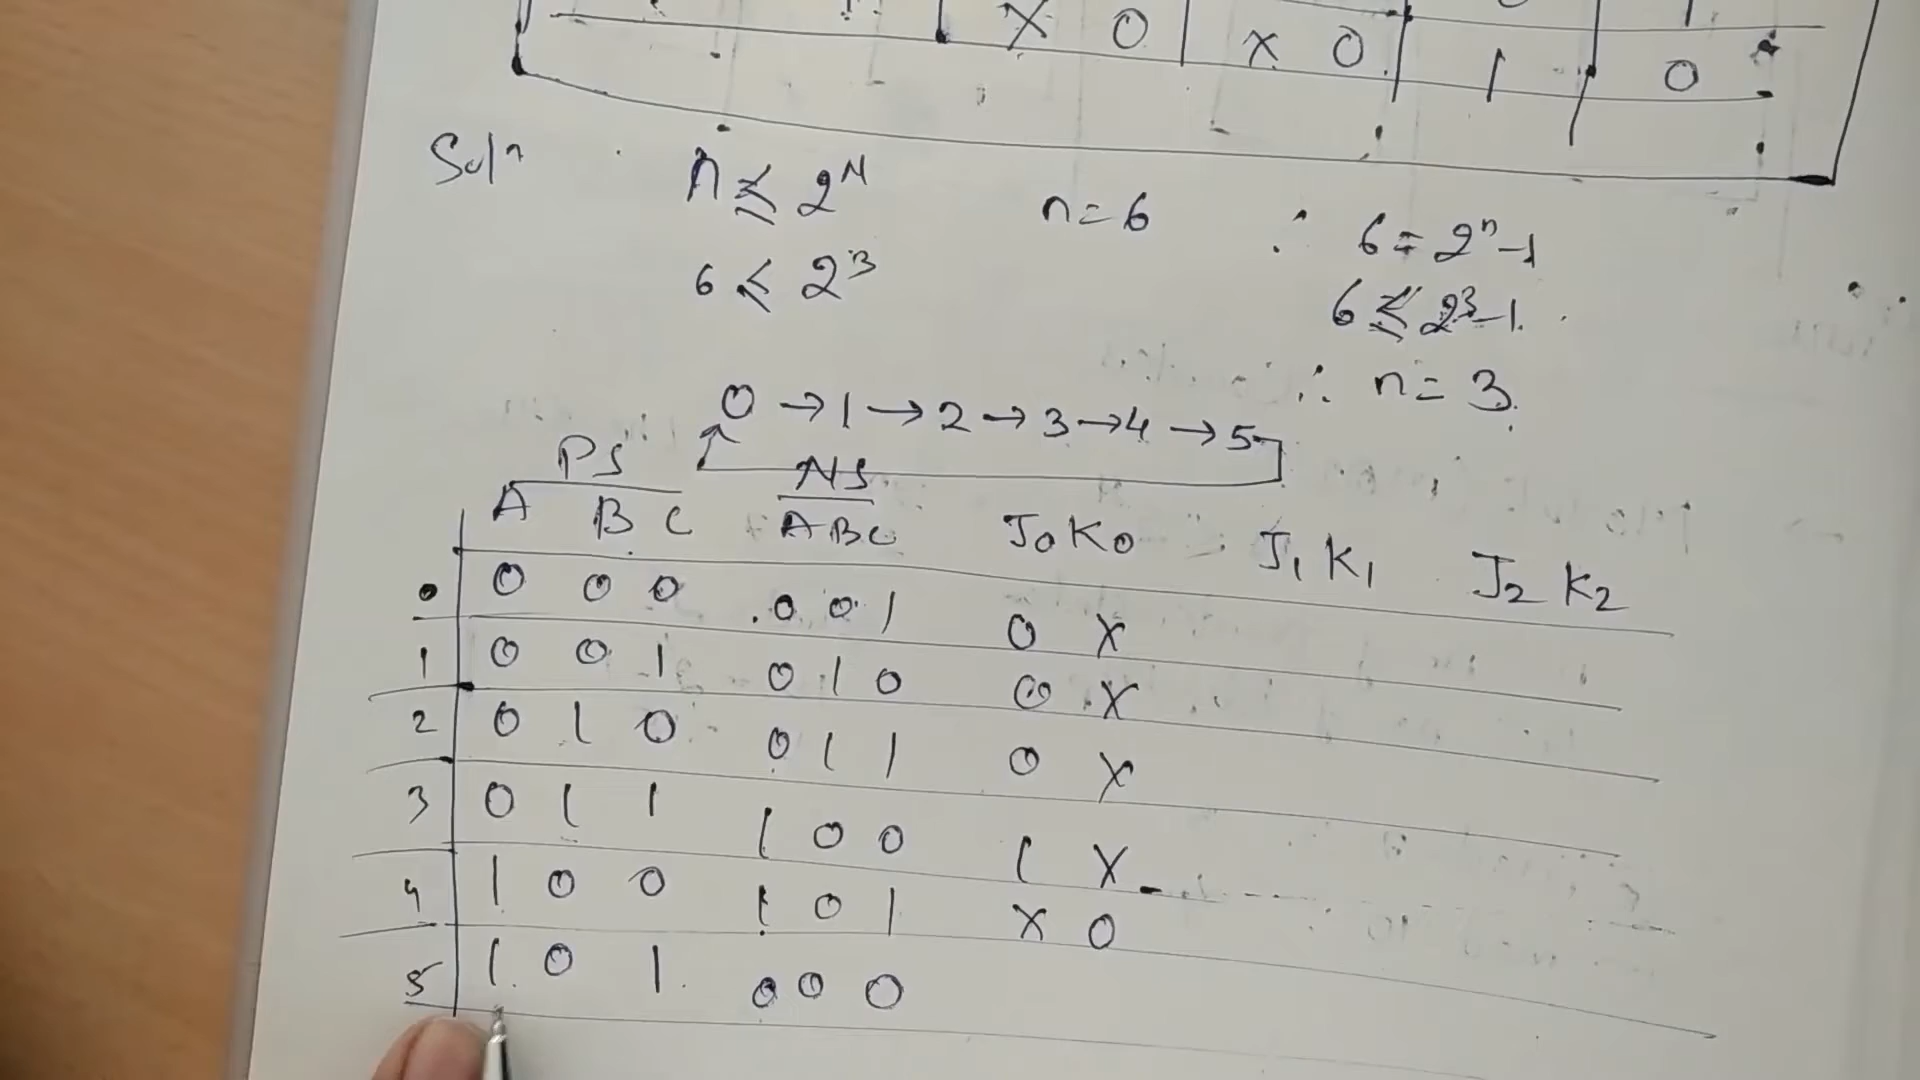 X 0 X 0 1 0
Soln n ≤ 2^N n = 6 ∴ 6 = 2^n - 1
6 < 2^3 6 ≤ 2^3 - 1.
∴ n = 3.
0 → 1 → 2 → 3 → 4 → 5
PS NS
A B C A B C J0 K0 J1 K1 J2 K2
0 0 0 0 0 0 1 0 X
1 0 0 1 0 1 0 0 X
2 0 1 0 0 1 1 0 X
3 0 1 1 1 0 0 1 X
4 1 0 0 1 0 1 X 0
5 1 0 1 0 0 0